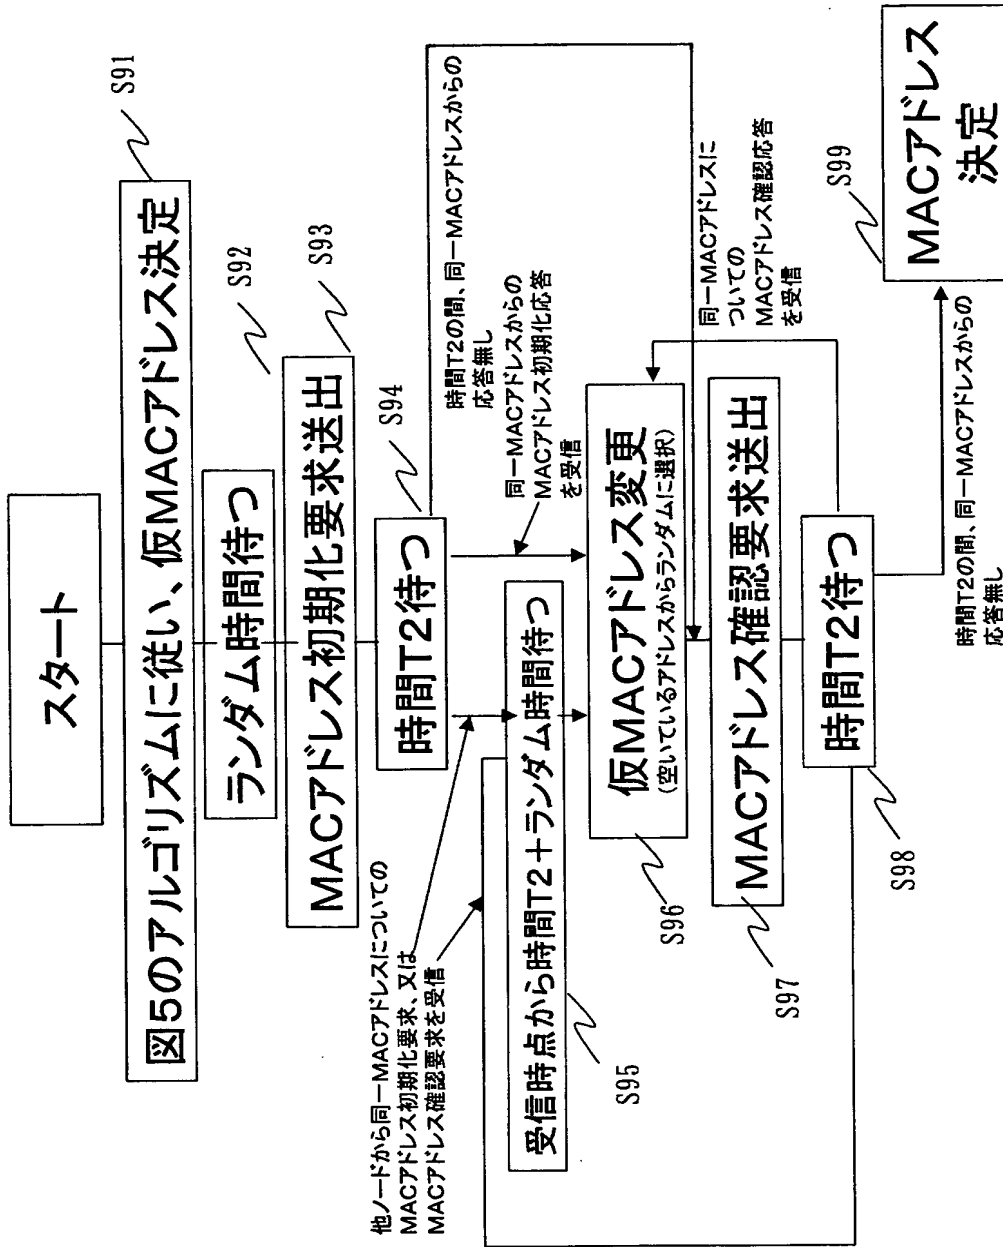 スタート
図5のアルゴリズムに従い、仮MACアドレス決定
S91
ランダム時間待つ
S92
MACアドレス初期化要求送出
S93
時間T2待つ
S94
他ノードから同一MACアドレスについての
MACアドレス初期化要求、又は
MACアドレス確認要求を受信
時間T2の間、同一MACアドレスからの
応答無し
同一MACアドレスからの
MACアドレス初期化応答
を受信
受信時点から時間T2+ランダム時間待つ
S95
仮MACアドレス変更
(空いているアドレスからランダムに選択)
S96
同一MACアドレスに
ついての
MACアドレス確認応答
を受信
MACアドレス確認要求送出
S97
時間T2待つ
S98
時間T2の間、同一MACアドレスからの
応答無し
S99
MACアドレス
決定